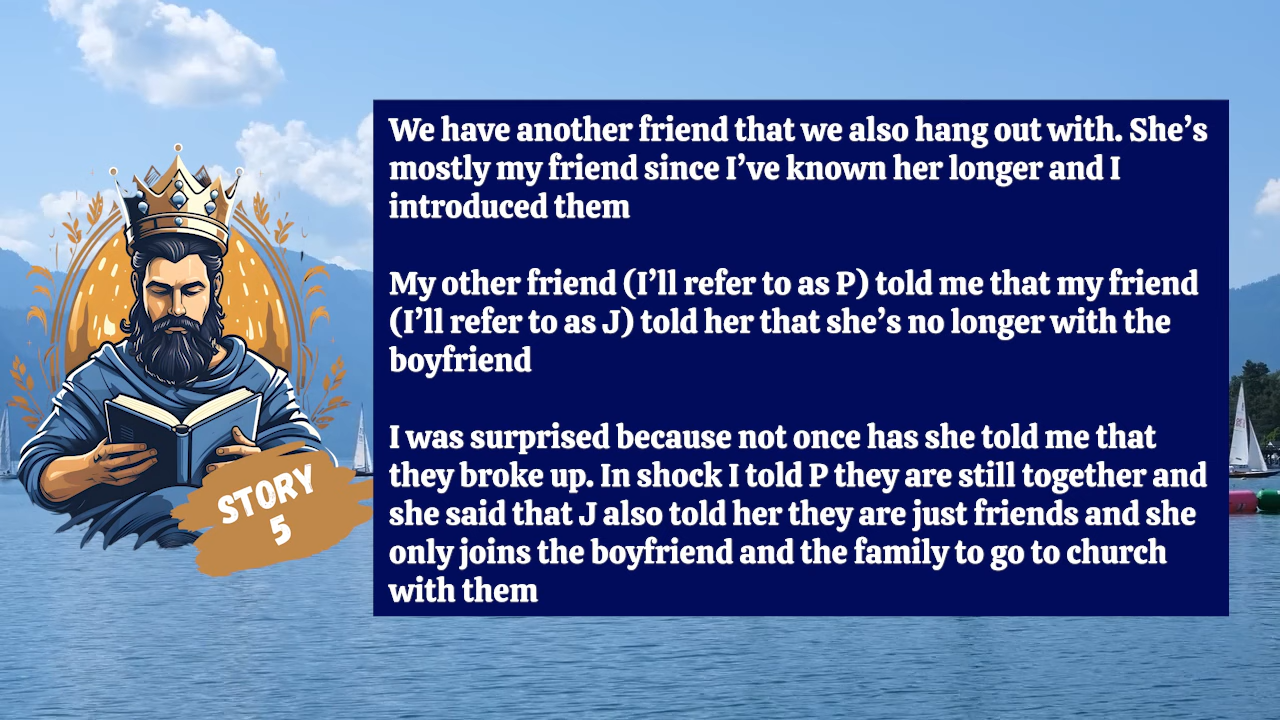 We have another friend that we also hang out with. She’s
mostly my friend since I’ve known her longer and I
introduced them
My other friend (I’ll refer to as P) told me that my friend
(I’ll refer to as J) told her that she’s no longer with the
boyfriend
I was surprised because not once has she told me that
they broke up. In shock I told P they are still together and
she said that J also told her they are just friends and she
only joins the boyfriend and the family to go to church
with them
STORY
5